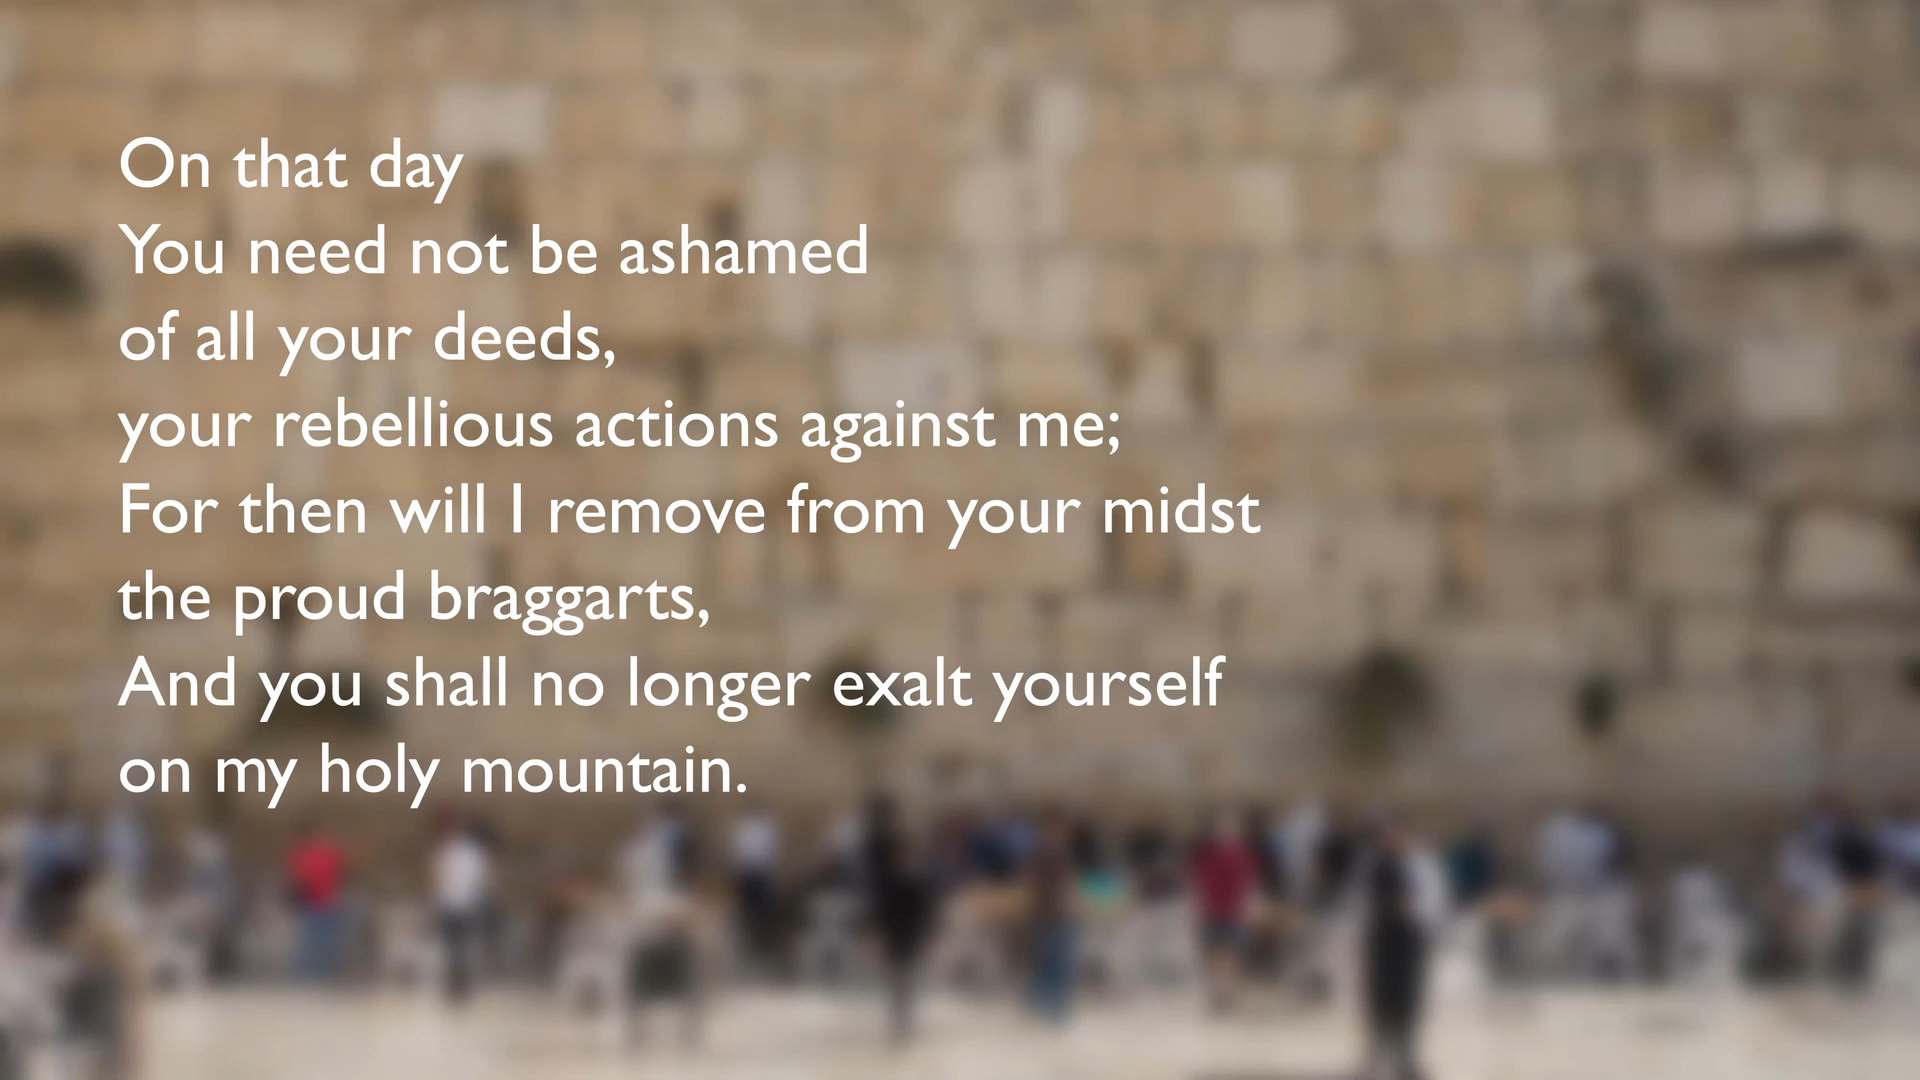 On that day
You need not be ashamed
of all your deeds,
your rebellious actions against me;
For then will I remove from your midst
the proud braggarts,
And you shall no longer exalt yourself
on my holy mountain.